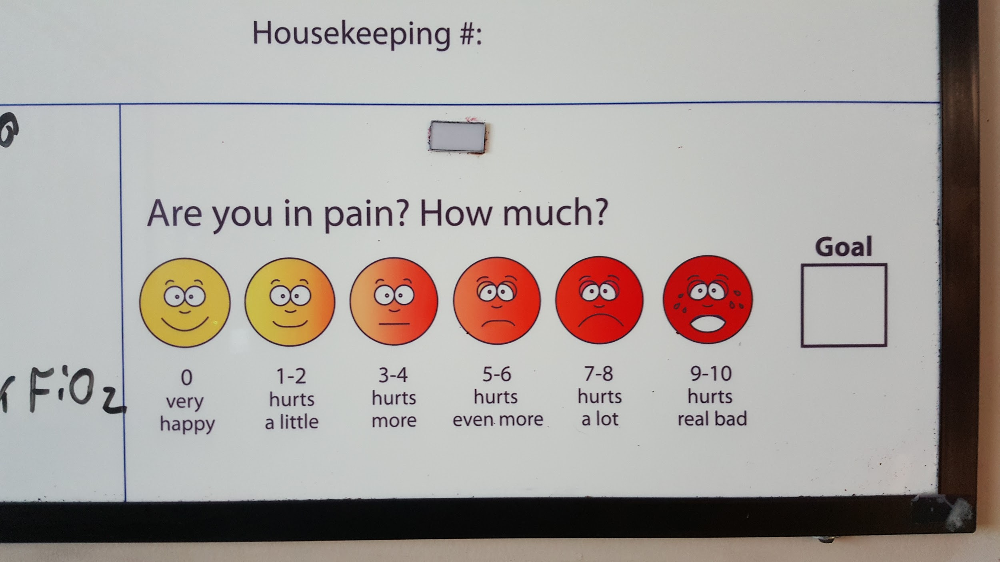 Housekeeping #:
Are you in pain? How much?
Goal
0
very
happy
1-2
hurts
a little
3-4
hurts
more
5-6
hurts
even more
7-8
hurts
a lot
9-10
hurts
real bad
FiO2